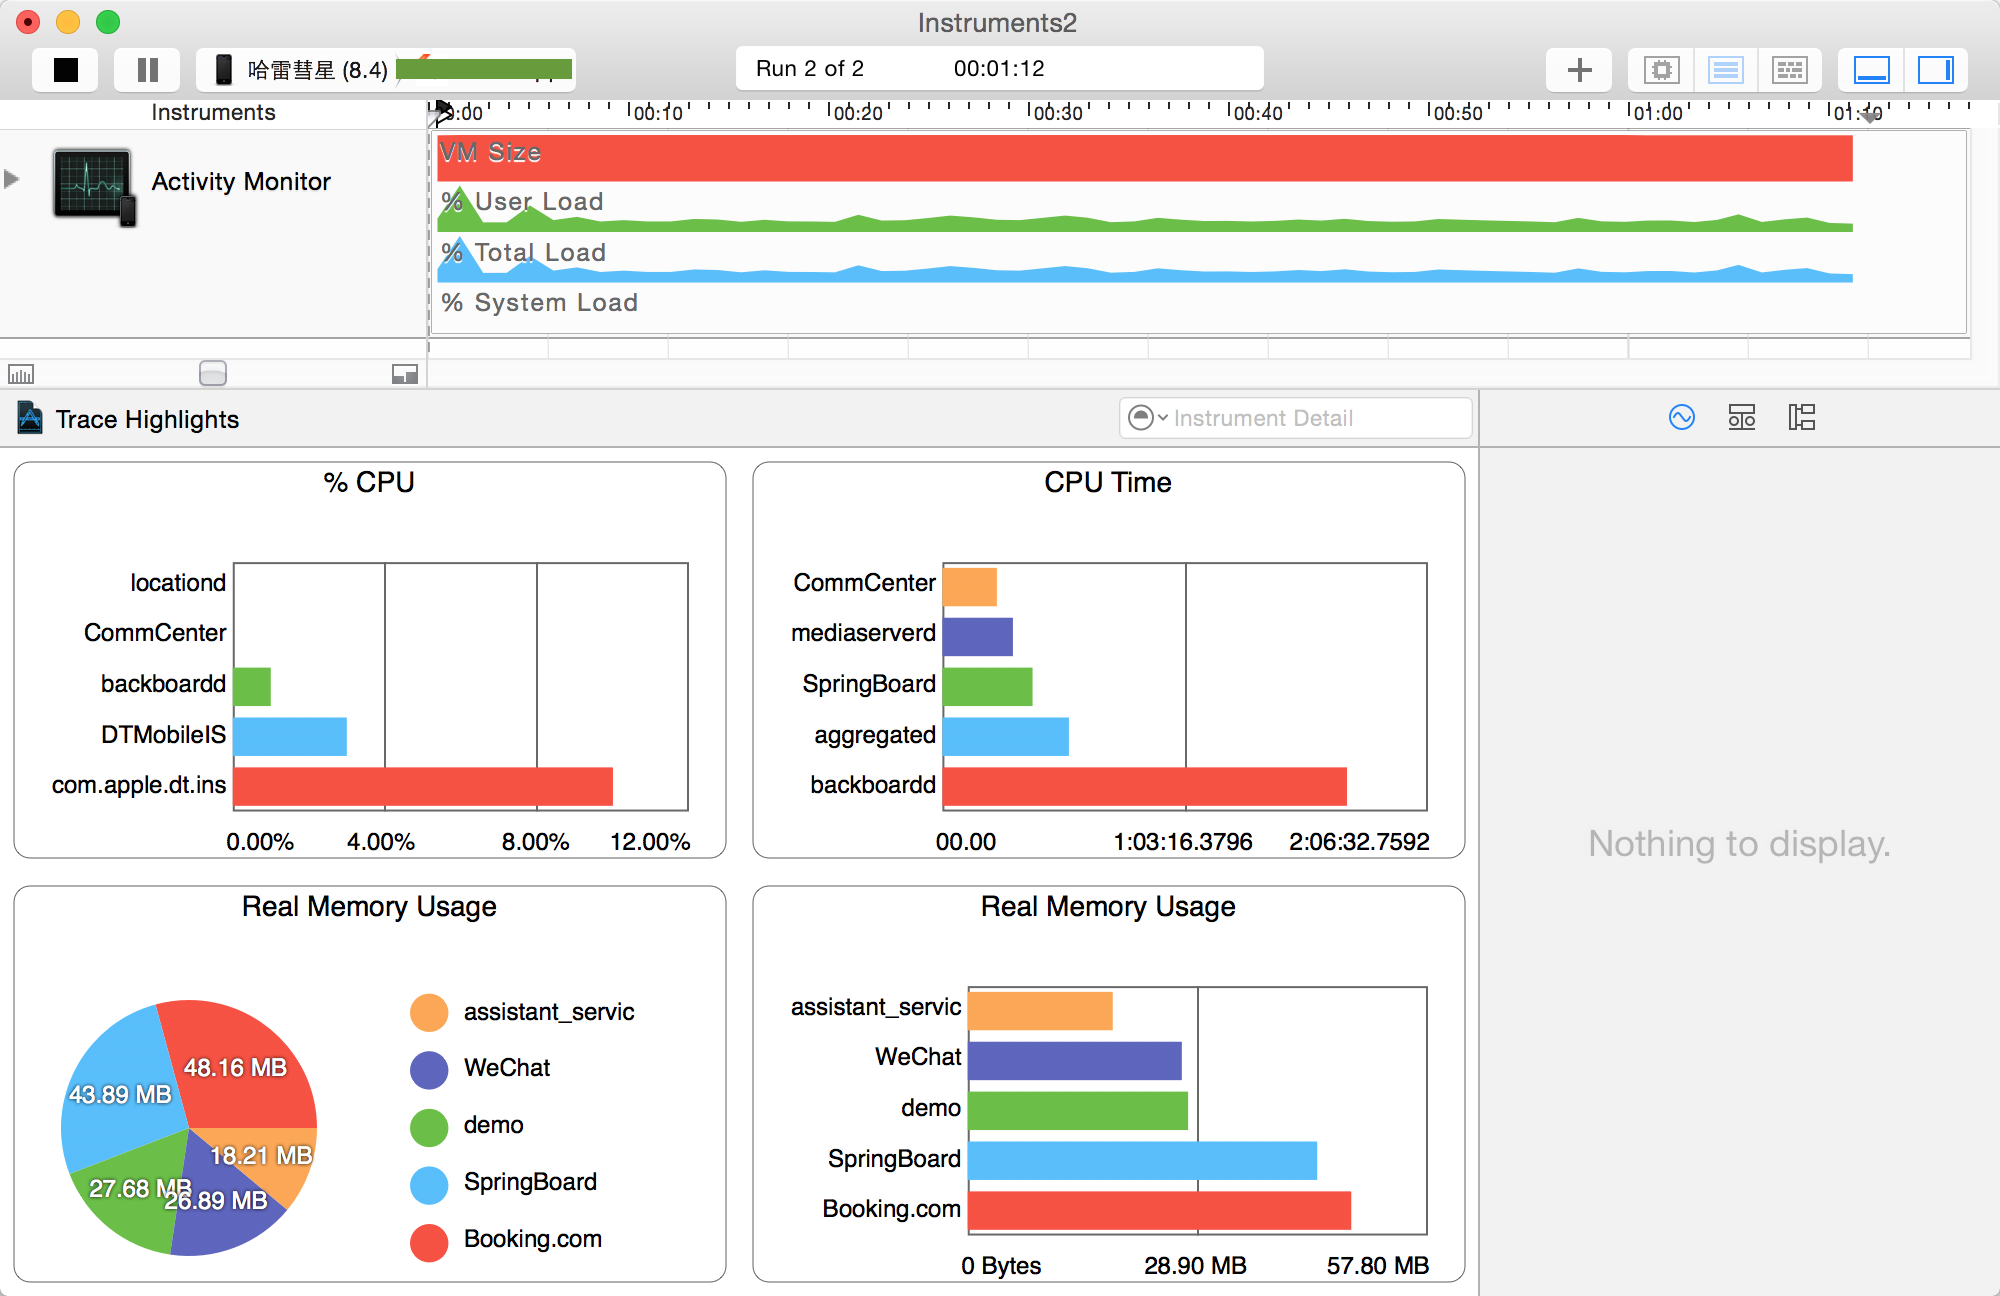 Instruments2
哈雷彗星 (8.4)
Run 2 of 2 00:01:12
Instruments
00:10 00:20 00:30 00:40 00:50 01:00 01:10
Activity Monitor
VM Size
% User Load
% Total Load
% System Load
Trace Highlights
Instrument Detail
% CPU
locationd
CommCenter
backboardd
DTMobileIS
com.apple.dt.ins
0.00% 4.00% 8.00% 12.00%
CPU Time
CommCenter
mediaserverd
SpringBoard
aggregated
backboardd
00.00 1:03:16.3796 2:06:32.7592
Nothing to display.
Real Memory Usage
48.16 MB
43.89 MB
18.21 MB
27.68 MB
26.89 MB
assistant_servic
WeChat
demo
SpringBoard
Booking.com
Real Memory Usage
assistant_servic
WeChat
demo
SpringBoard
Booking.com
0 Bytes 28.90 MB 57.80 MB